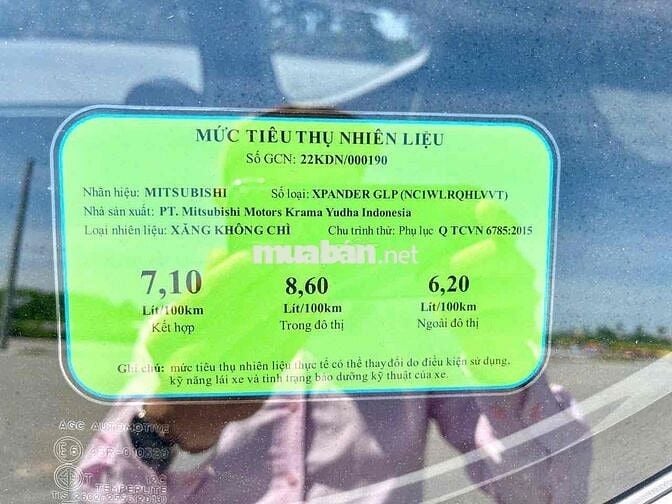 MỨC TIÊU THỤ NHIÊN LIỆU
Số GCN: 22KDN/000190
Nhãn hiệu: MITSUBISHI Số loại: XPANDER GLP (NC1WLRQHLVVT)
Nhà sản xuất: PT. Mitsubishi Motors Krama Yudha Indonesia
Loại nhiên liệu: XĂNG KHÔNG CHÌ Chu trình thử: Phụ lục Q TCVN 6785:2015
muabán.net
7,10 8,60 6,20
Lít/100km Lít/100km Lít/100km
Kết hợp Trong đô thị Ngoài đô thị
Ghi chú: mức tiêu thụ nhiên liệu thực tế có thể thay đổi do điều kiện sử dụng,
kỹ năng lái xe và tình trạng bảo dưỡng kỹ thuật của xe.
AGC AUTOMOTIVE
TEMPERLITE